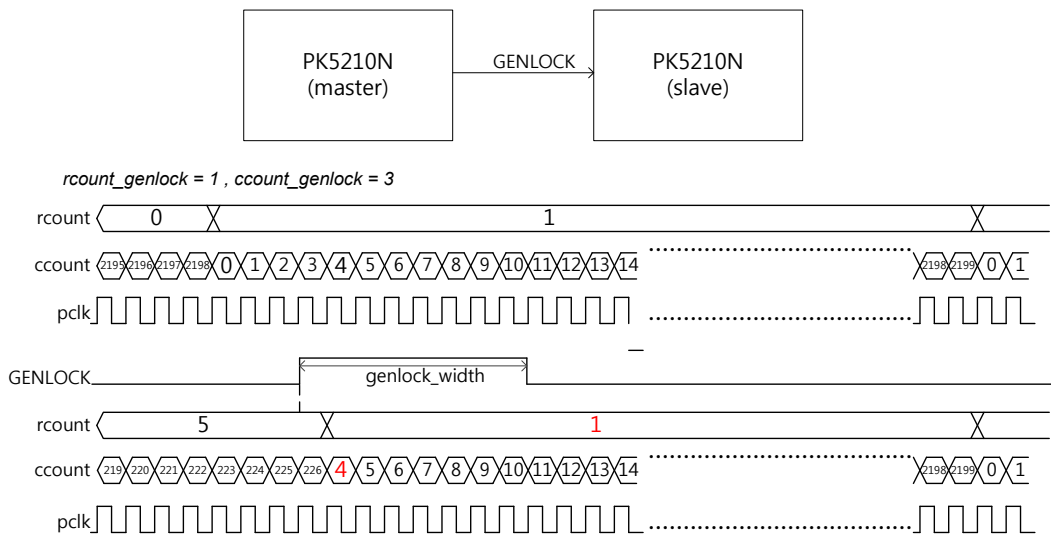 PK5210N
(master)
GENLOCK
PK5210N
(slave)
rcount_genlock = 1 , ccount_genlock = 3
rcount 0 1
ccount 2195 2196 2197 2198 0 1 2 3 4 5 6 7 8 9 10 11 12 13 14 2198 2199 0 1
pclk
GENLOCK genlock_width
rcount 5 1
ccount 219 220 221 222 223 224 225 226 4 5 6 7 8 9 10 11 12 13 14 2198 2199 0 1
pclk